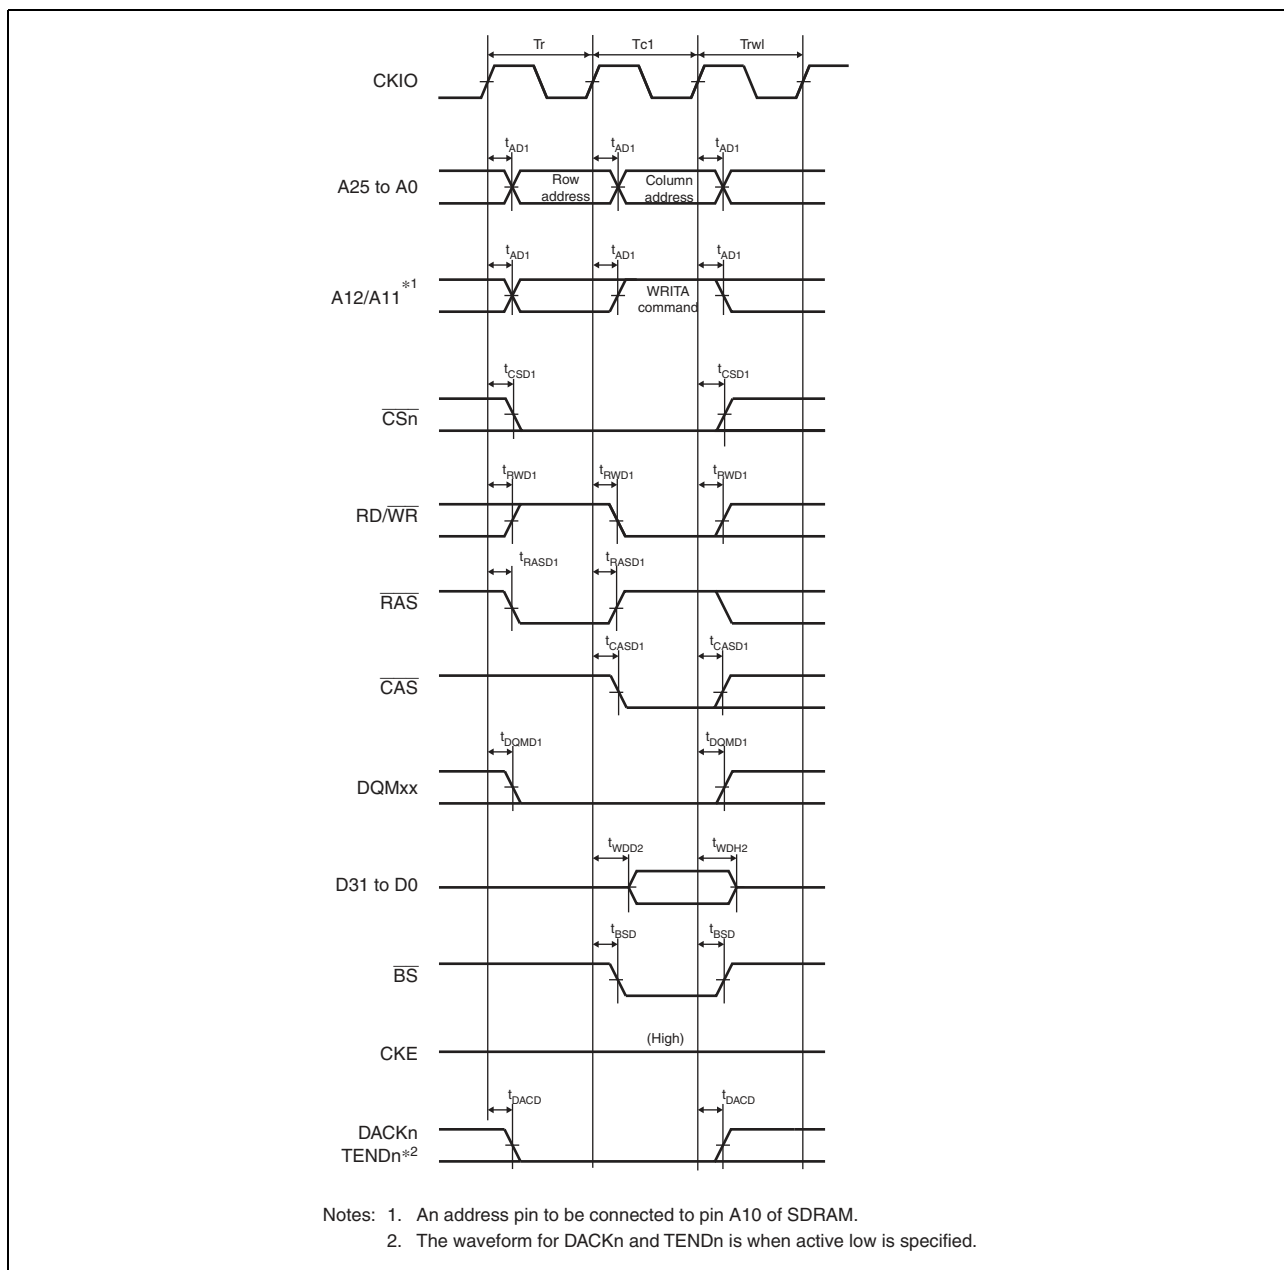 Tr Tc1 Trwl
CKIO
tAD1 tAD1 tAD1
A25 to A0
Row address
Column address
tAD1 tAD1 tAD1
A12/A11*1
WRITA command
tCSD1 tCSD1
CSn
tRWD1 tRWD1 tRWD1
RD/WR
tRASD1 tRASD1
RAS
tCASD1 tCASD1
CAS
tDQMD1 tDQMD1
DQMxx
tWDD2 tWDH2
D31 to D0
tBSD tBSD
BS
(High)
CKE
tDACD tDACD
DACKn
TENDn*2
Notes: 1. An address pin to be connected to pin A10 of SDRAM.
2. The waveform for DACKn and TENDn is when active low is specified.